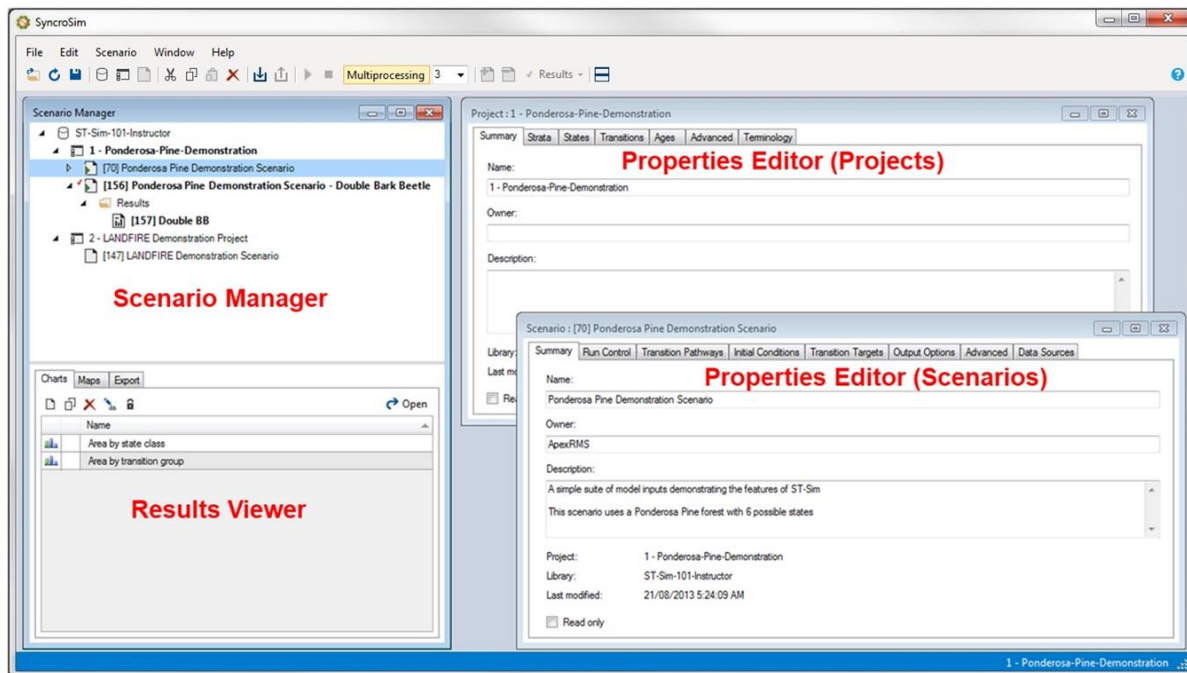 SyncroSim
File Edit Scenario Window Help
Multiprocessing 3 Results
Scenario Manager
ST-Sim-101-Instructor
1 - Ponderosa-Pine-Demonstration
[70] Ponderosa Pine Demonstration Scenario
[156] Ponderosa Pine Demonstration Scenario - Double Bark Beetle
Results
[157] Double BB
2 - LANDFIRE Demonstration Project
[147] LANDFIRE Demonstration Scenario
Scenario Manager
Charts Maps Export
Open
Name
Area by state class
Area by transition group
Results Viewer
Project : 1 - Ponderosa-Pine-Demonstration
Summary Strata States Transitions Ages Advanced Terminology
Properties Editor (Projects)
Name:
1 - Ponderosa-Pine-Demonstration
Owner:
Description:
Library:
Last mo
Re
Scenario : [70] Ponderosa Pine Demonstration Scenario
Summary Run Control Transition Pathways Initial Conditions Transition Targets Output Options Advanced Data Sources
Properties Editor (Scenarios)
Name:
Ponderosa Pine Demonstration Scenario
Owner:
ApexRMS
Description:
A simple suite of model inputs demonstrating the features of ST-Sim
This scenario uses a Ponderosa Pine forest with 6 possible states
Project: 1 - Ponderosa-Pine-Demonstration
Library: ST-Sim-101-Instructor
Last modified: 21/08/2013 5:24:09 AM
Read only
1 - Ponderosa-Pine-Demonstration